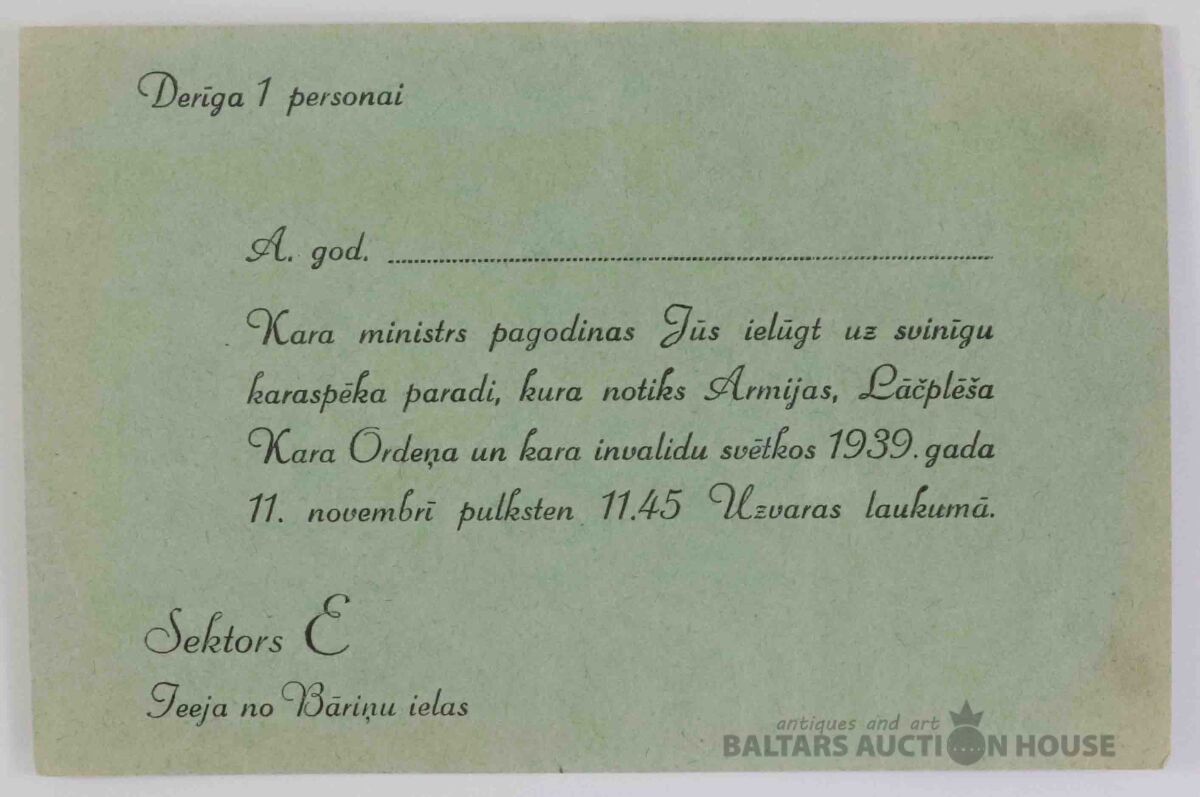 Derīga 1 personai
A. god. ........................................................
Kara ministrs pagodinas Jūs ielūgt uz svinīgu
karaspēka paradi, kura notiks Armijas, Lāčplēša
Kara Ordeņa un kara invalidu svētkos 1939. gada
11. novembrī pulksten 11.45 Uzvaras laukumā.
Sektors E
Ieeja no Bāriņu ielas
antiques and art
BALTARS AUCTION HOUSE